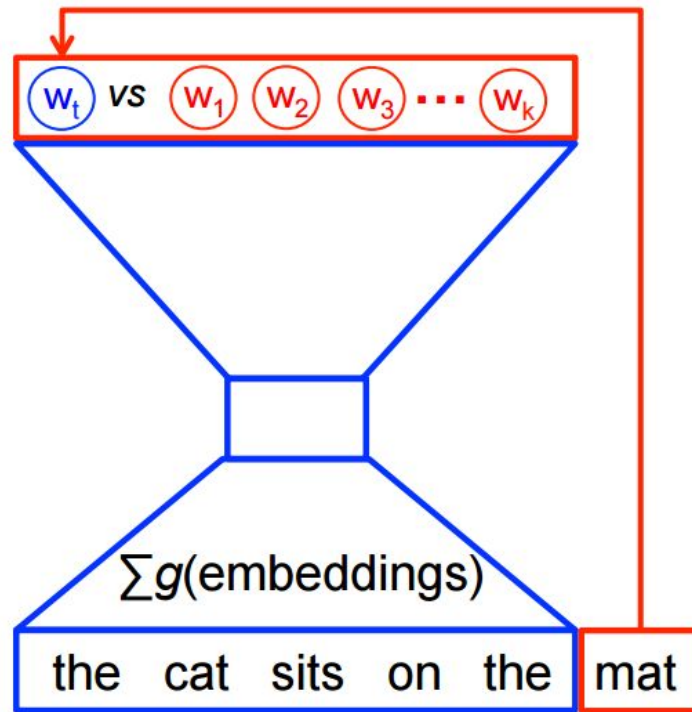 wt vs w1 w2 w3 ... wk
∑g(embeddings)
the cat sits on the mat